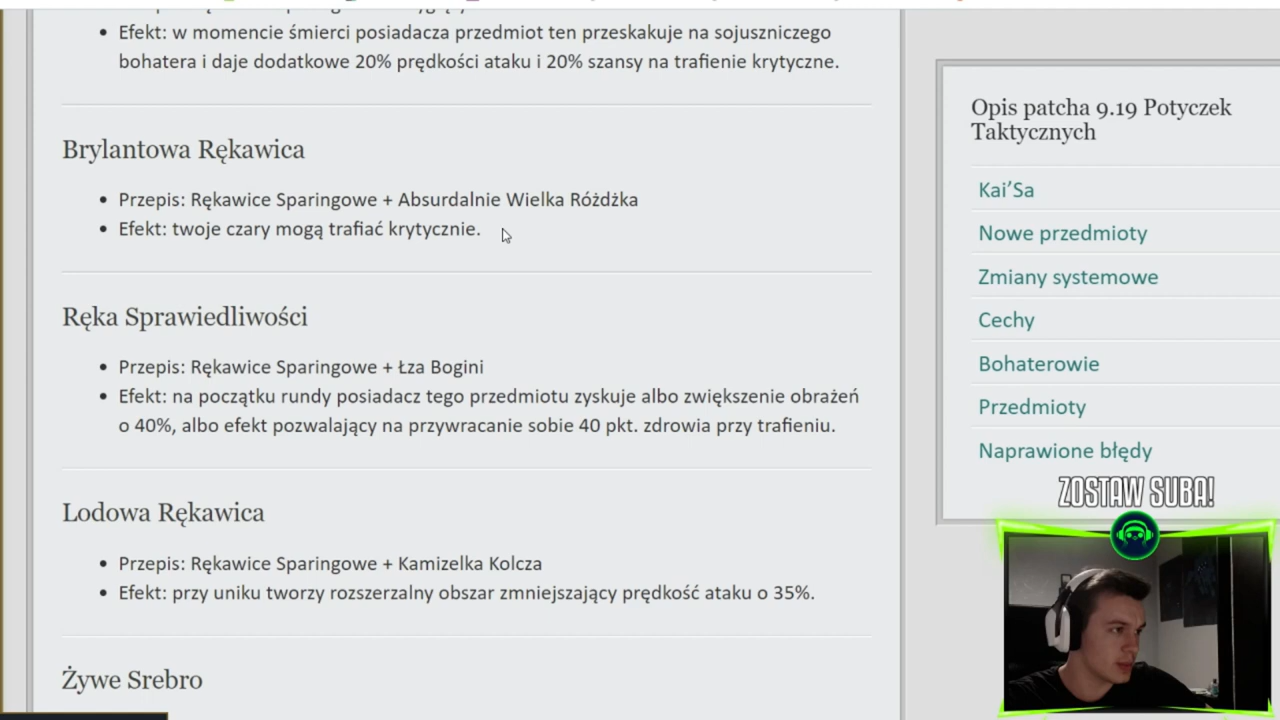 Efekt: w momencie śmierci posiadacza przedmiot ten przeskakuje na sojuszniczego
bohatera i daje dodatkowe 20% prędkości ataku i 20% szansy na trafienie krytyczne.
Brylantowa Rękawica
Przepis: Rękawice Sparingowe + Absurdalnie Wielka Różdżka
Efekt: twoje czary mogą trafiać krytycznie.
Ręka Sprawiedliwości
Przepis: Rękawice Sparingowe + Łza Bogini
Efekt: na początku rundy posiadacz tego przedmiotu zyskuje albo zwiększenie obrażeń
o 40%, albo efekt pozwalający na przywracanie sobie 40 pkt. zdrowia przy trafieniu.
Lodowa Rękawica
Przepis: Rękawice Sparingowe + Kamizelka Kolcza
Efekt: przy uniku tworzy rozszerzalny obszar zmniejszający prędkość ataku o 35%.
Żywe Srebro
Opis patcha 9.19 Potyczek
Taktycznych
Kai’Sa
Nowe przedmioty
Zmiany systemowe
Cechy
Bohaterowie
Przedmioty
Naprawione błędy
ZOSTAW SUBA!